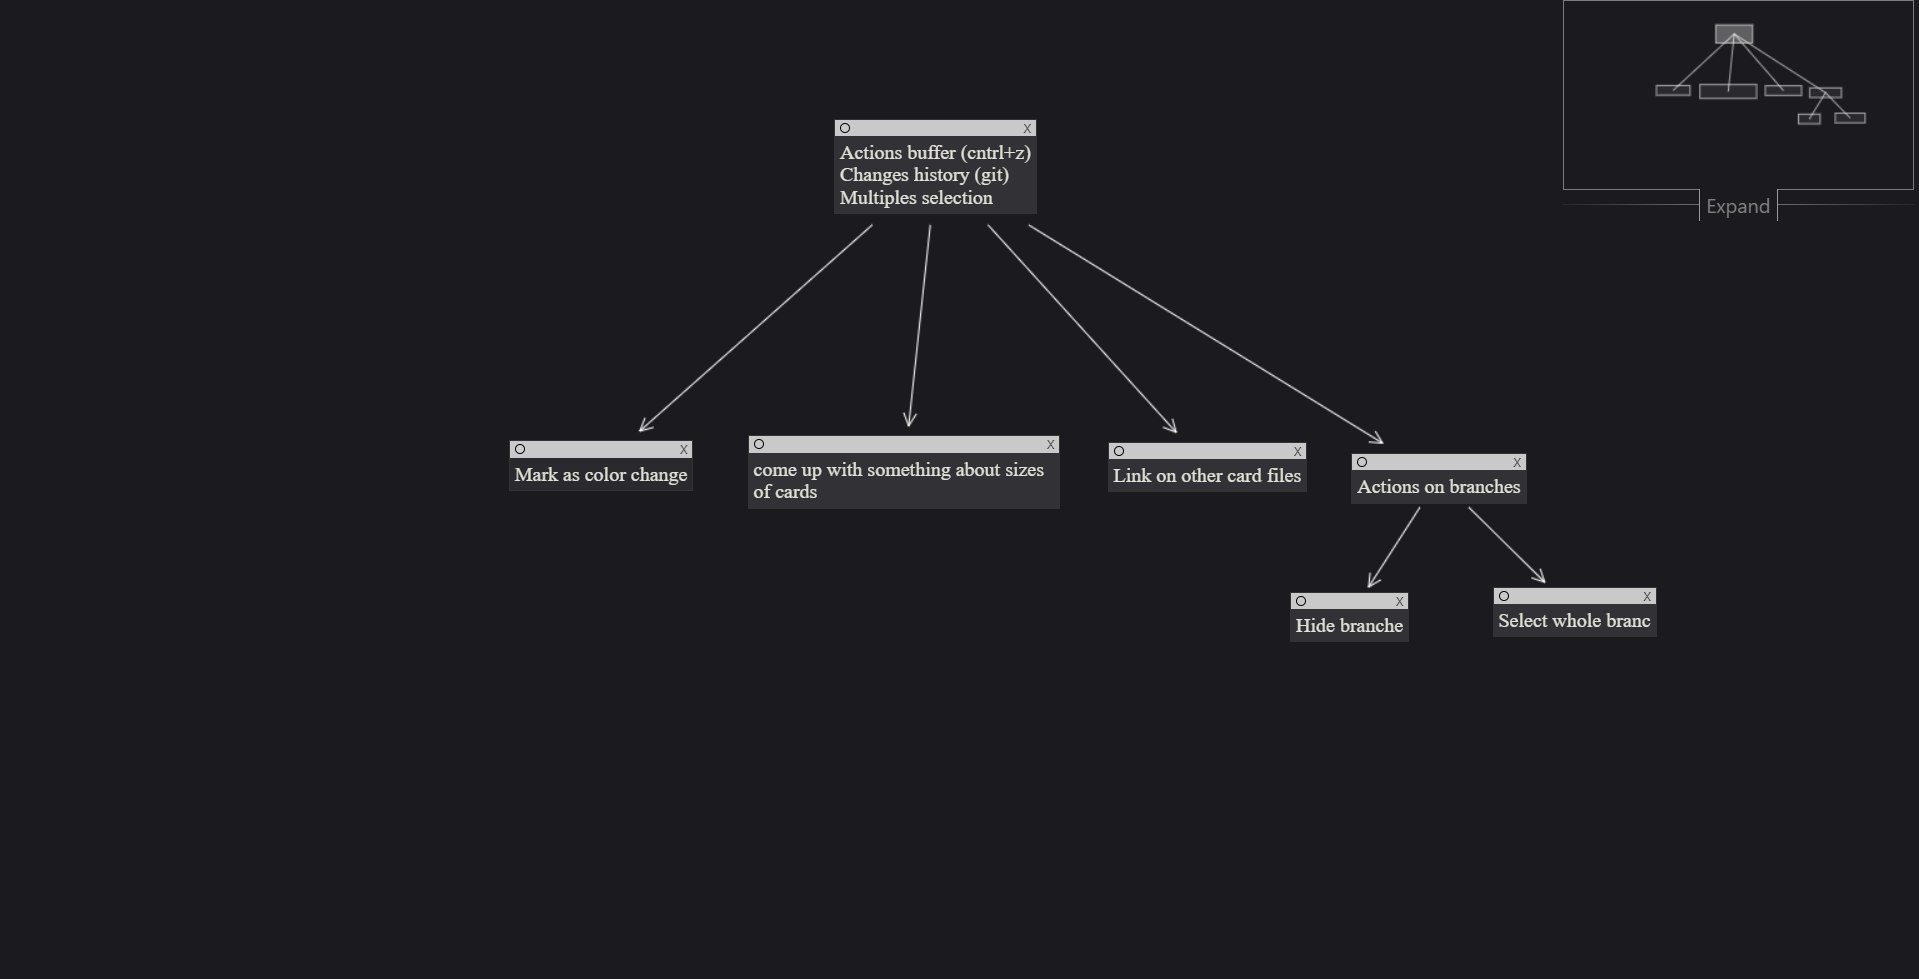 Expand
X
Actions buffer (cntrl+z)
Changes history (git)
Multiples selection
X
Mark as color change
X
come up with something about sizes
of cards
X
Link on other card files
X
Actions on branches
X
Hide branche
X
Select whole branc